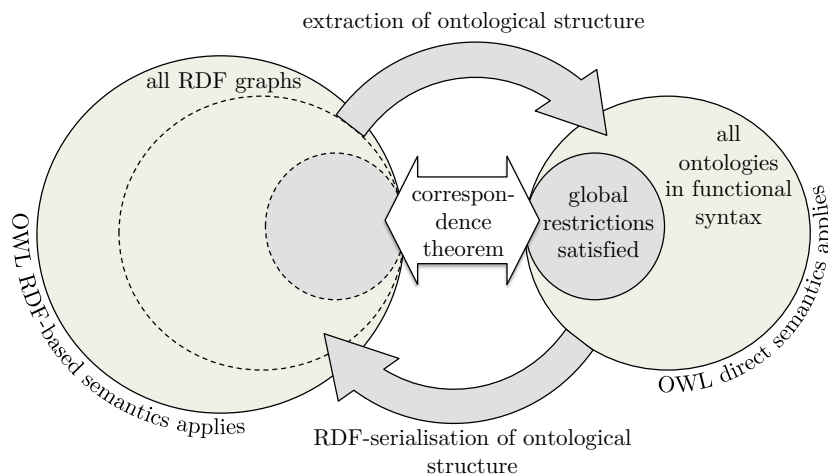 extraction of ontological structure
all RDF graphs
all
ontologies
in functional
syntax
correspon-
dence
theorem
global
restrictions
satisfied
OWL RDF-based semantics applies
OWL direct semantics applies
RDF-serialisation of ontological
structure